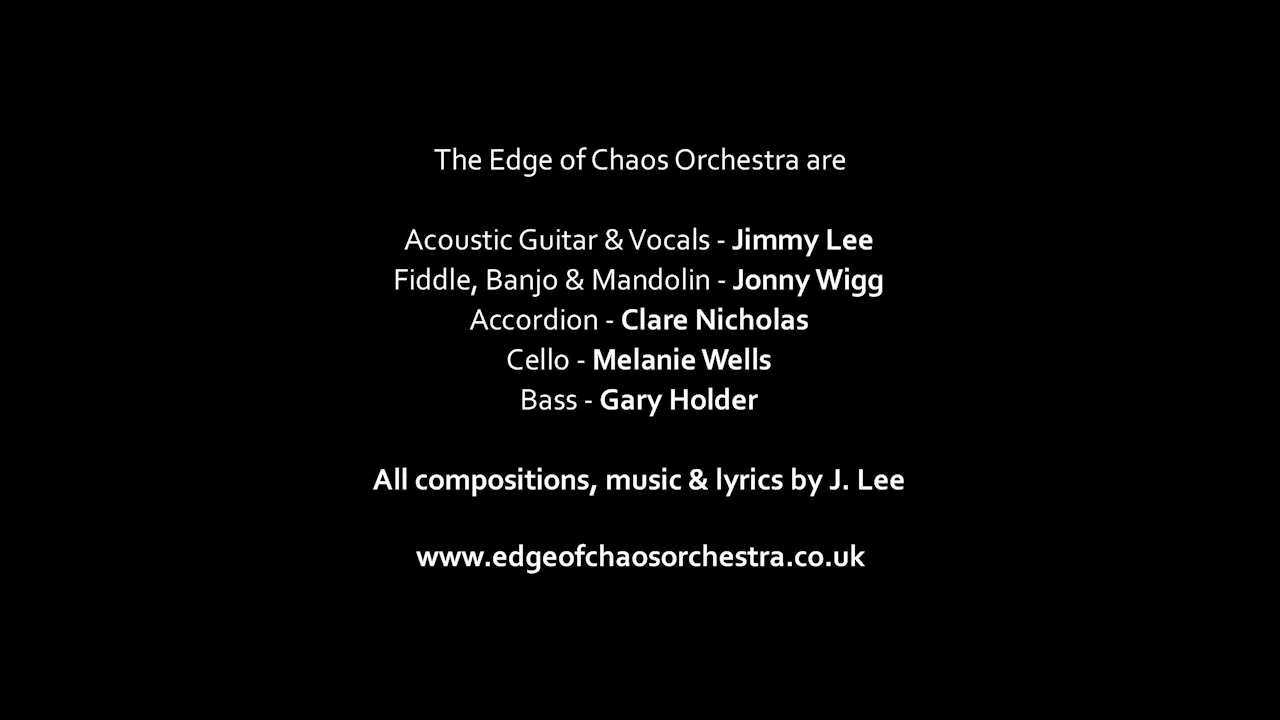 The Edge of Chaos Orchestra are
Acoustic Guitar & Vocals - Jimmy Lee
Fiddle, Banjo & Mandolin - Jonny Wigg
Accordion - Clare Nicholas
Cello - Melanie Wells
Bass - Gary Holder
All compositions, music & lyrics by J. Lee
www.edgeofchaosorchestra.co.uk